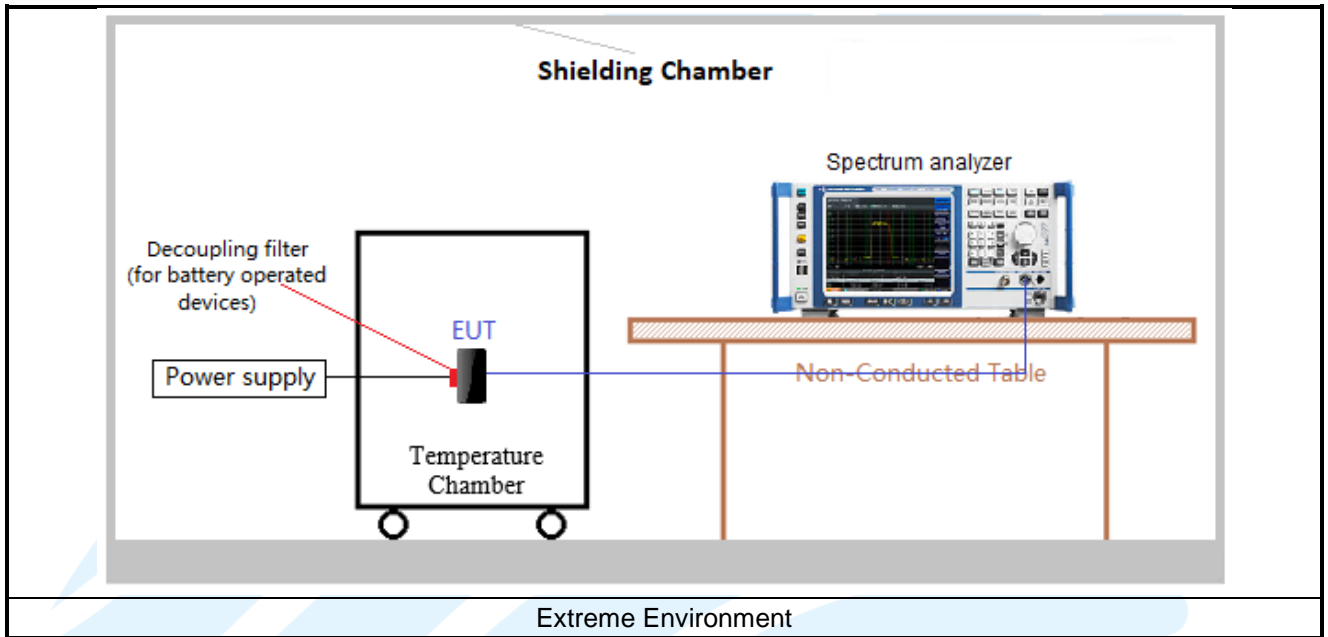 Shielding Chamber
Spectrum analyzer
Decoupling filter
(for battery operated
devices)
EUT
Power supply
Non-Conducted Table
Temperature
Chamber
Extreme Environment